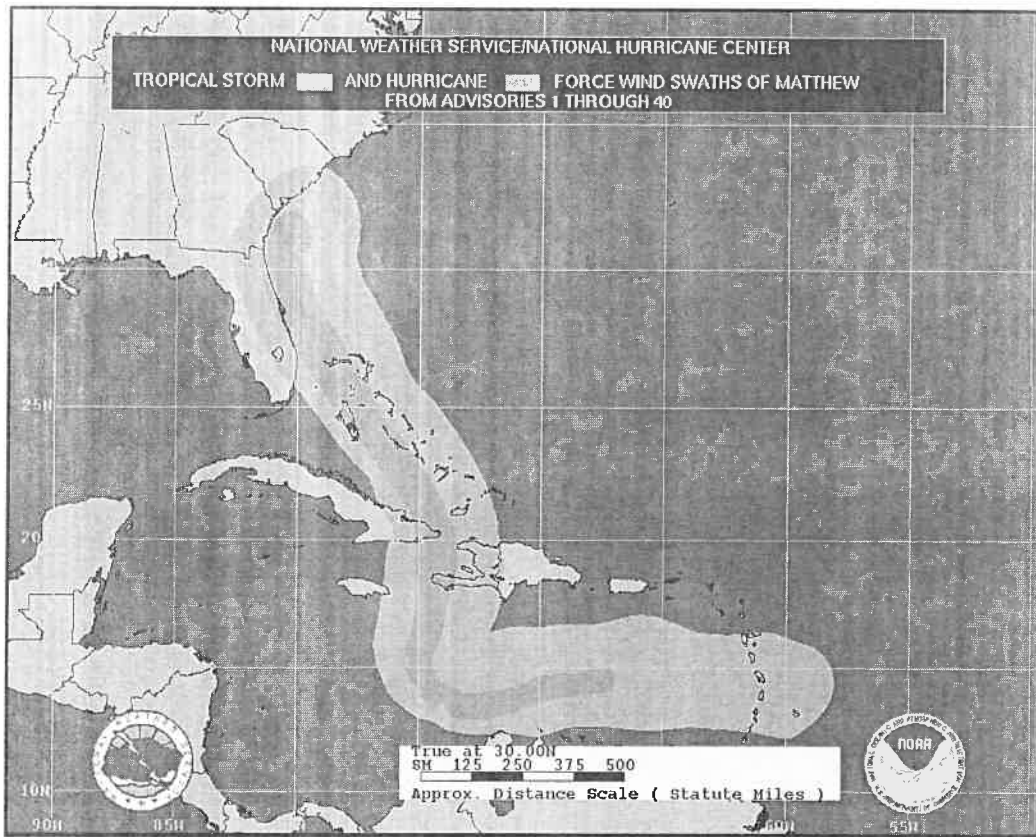 NATIONAL WEATHER SERVICE/NATIONAL HURRICANE CENTER
TROPICAL STORM AND HURRICANE FORCE WIND SWATHS OF MATTHEW
FROM ADVISORIES 1 THROUGH 40
25N
20N
True at 30.00N
SM 125 250 375 500
Approx. Distance Scale ( Statute Miles )
NOAA
10N
90W 85W 60W 55W